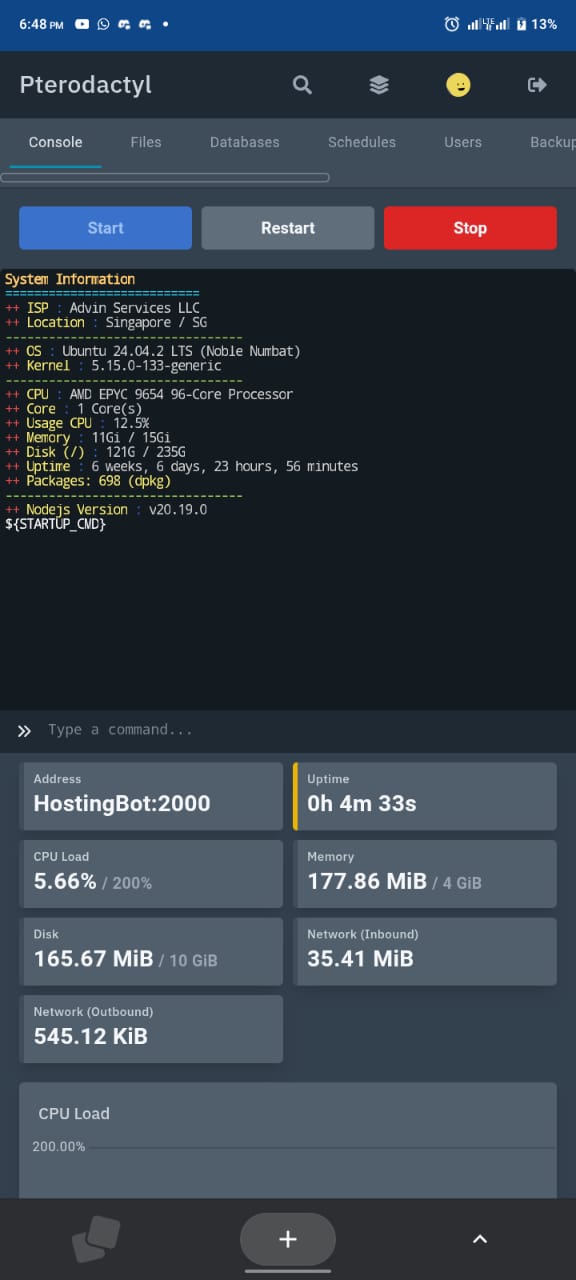 6:48 PM
LTE
13%
Pterodactyl
Console Files Databases Schedules Users Backup
Start Restart Stop
System Information
===========================
++ ISP : Advin Services LLC
++ Location : Singapore / SG
---------------------------------
++ OS : Ubuntu 24.04.2 LTS (Noble Numbat)
++ Kernel : 5.15.0-133-generic
---------------------------------
++ CPU : AMD EPYC 9654 96-Core Processor
++ Core : 1 Core(s)
++ Usage CPU : 12.5%
++ Memory : 11Gi / 15Gi
++ Disk (/) : 121G / 235G
++ Uptime : 6 weeks, 6 days, 23 hours, 56 minutes
++ Packages: 698 (dpkg)
---------------------------------
++ Nodejs Version : v20.19.0
${STARTUP_CMD}
Type a command...
Address
HostingBot:2000
Uptime
0h 4m 33s
CPU Load
5.66% / 200%
Memory
177.86 MiB / 4 GiB
Disk
165.67 MiB / 10 GiB
Network (Inbound)
35.41 MiB
Network (Outbound)
545.12 KiB
CPU Load
200.00%